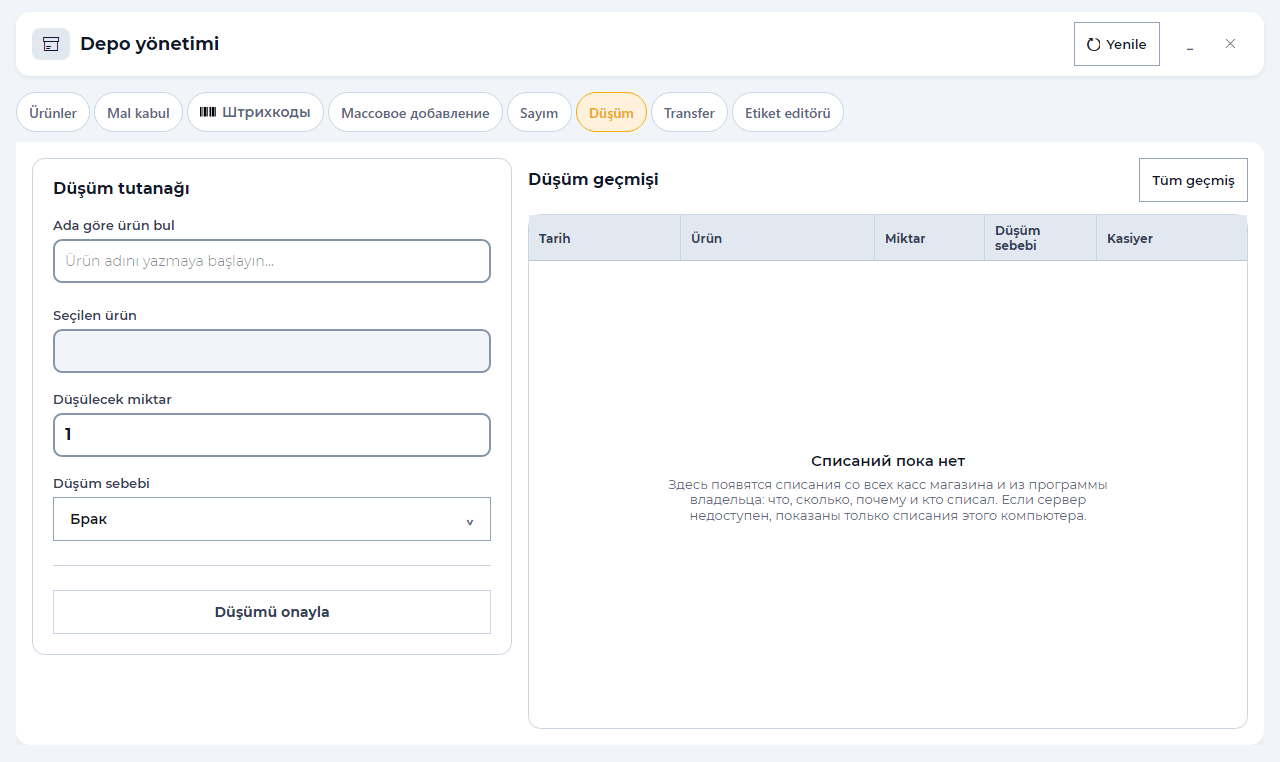 Depo yönetimi
Yenile
Ürünler
Mal kabul
Штрихкоды
Массовое добавление
Sayım
Düşüm
Transfer
Etiket editörü
Düşüm tutanağı
Ada göre ürün bul
Ürün adını yazmaya başlayın...
Seçilen ürün
Düşülecek miktar
1
Düşüm sebebi
Брак
Düşümü onayla
Düşüm geçmişi
Tüm geçmiş
Tarih
Ürün
Miktar
Düşüm
sebebi
Kasiyer
Списаний пока нет
Здесь появятся списания со всех касс магазина и из программы
владельца: что, сколько, почему и кто списал. Если сервер
недоступен, показаны только списания этого компьютера.